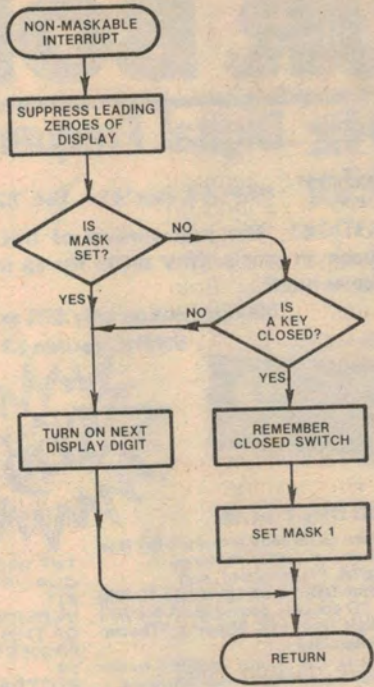 NON-MASKABLE
INTERRUPT
SUPPRESS LEADING
ZEROES OF
DISPLAY
IS
MASK
SET?
NO
YES
IS
A KEY
CLOSED?
NO
YES
TURN ON NEXT
DISPLAY DIGIT
REMEMBER
CLOSED SWITCH
SET MASK 1
RETURN